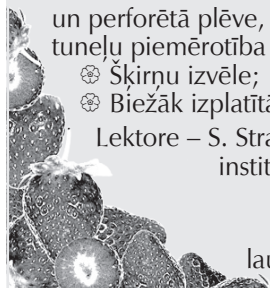 un perforētā plēve,
tuneļu piemērotība
Šķirņu izvēle;
Biežāk izplatītā
Lektore – S. Stra
instit
lau